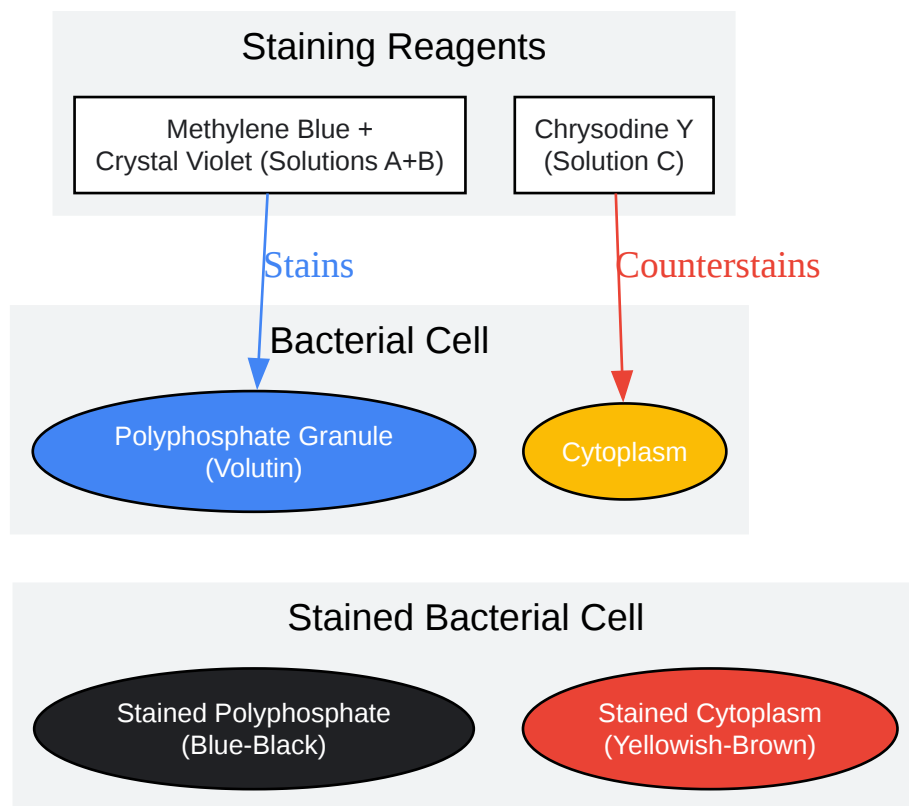 Staining Reagents
Methylene Blue +
Crystal Violet (Solutions A+B)
Chrysodine Y
(Solution C)
Stains
Counterstains
Bacterial Cell
Polyphosphate Granule
(Volutin)
Cytoplasm
Stained Bacterial Cell
Stained Polyphosphate
(Blue-Black)
Stained Cytoplasm
(Yellowish-Brown)